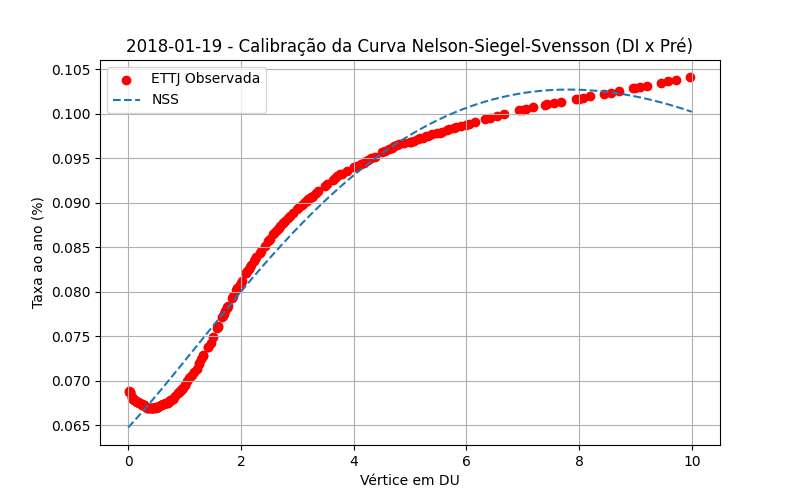 2018-01-19 - Calibração da Curva Nelson-Siegel-Svensson (DI x Pré)
ETTJ Observada
NSS
Taxa ao ano (%)
0.105
0.100
0.095
0.090
0.085
0.080
0.075
0.070
0.065
0 2 4 6 8 10
Vértice em DU